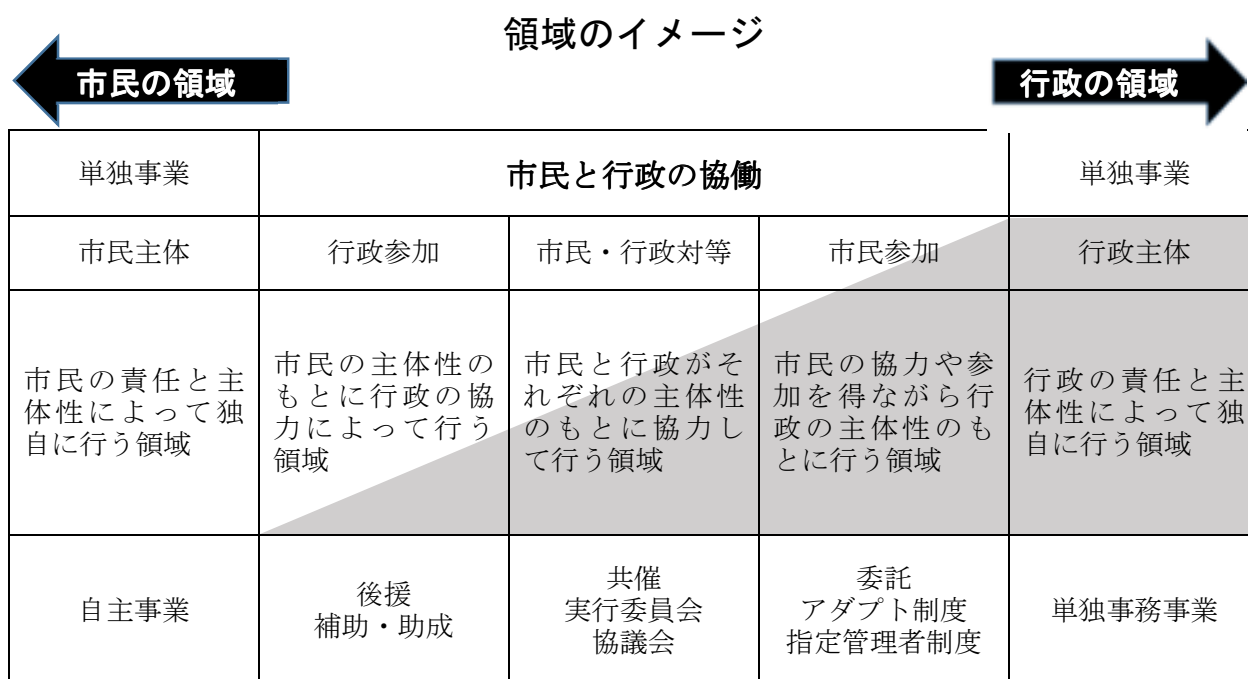 領域のイメージ
市民の領域
行政の領域
単独事業
市民と行政の協働
単独事業
市民主体
行政参加
市民・行政対等
市民参加
行政主体
市民の責任と主
体性によって独
自に行う領域
市民の主体性の
もとに行政の協
力によって行う
領域
市民と行政がそ
れぞれの主体性
のもとに協力し
て行う領域
市民の協力や参
加を得ながら行
政の主体性のも
とに行う領域
行政の責任と主
体性によって独
自に行う領域
自主事業
後援
補助・助成
共催
実行委員会
協議会
委託
アダプト制度
指定管理者制度
単独事務事業